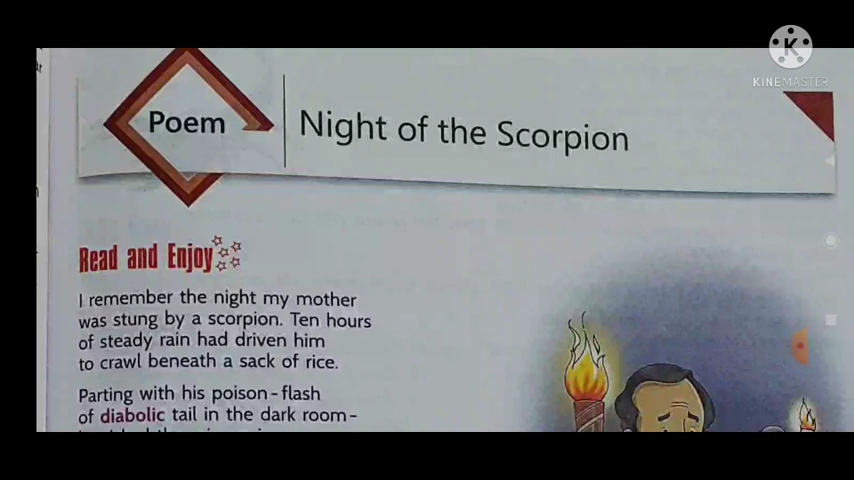 K
KINEMASTER
Poem
Night of the Scorpion
Read and Enjoy
I remember the night my mother
was stung by a scorpion. Ten hours
of steady rain had driven him
to crawl beneath a sack of rice.
Parting with his poison-flash
of diabolic tail in the dark room-